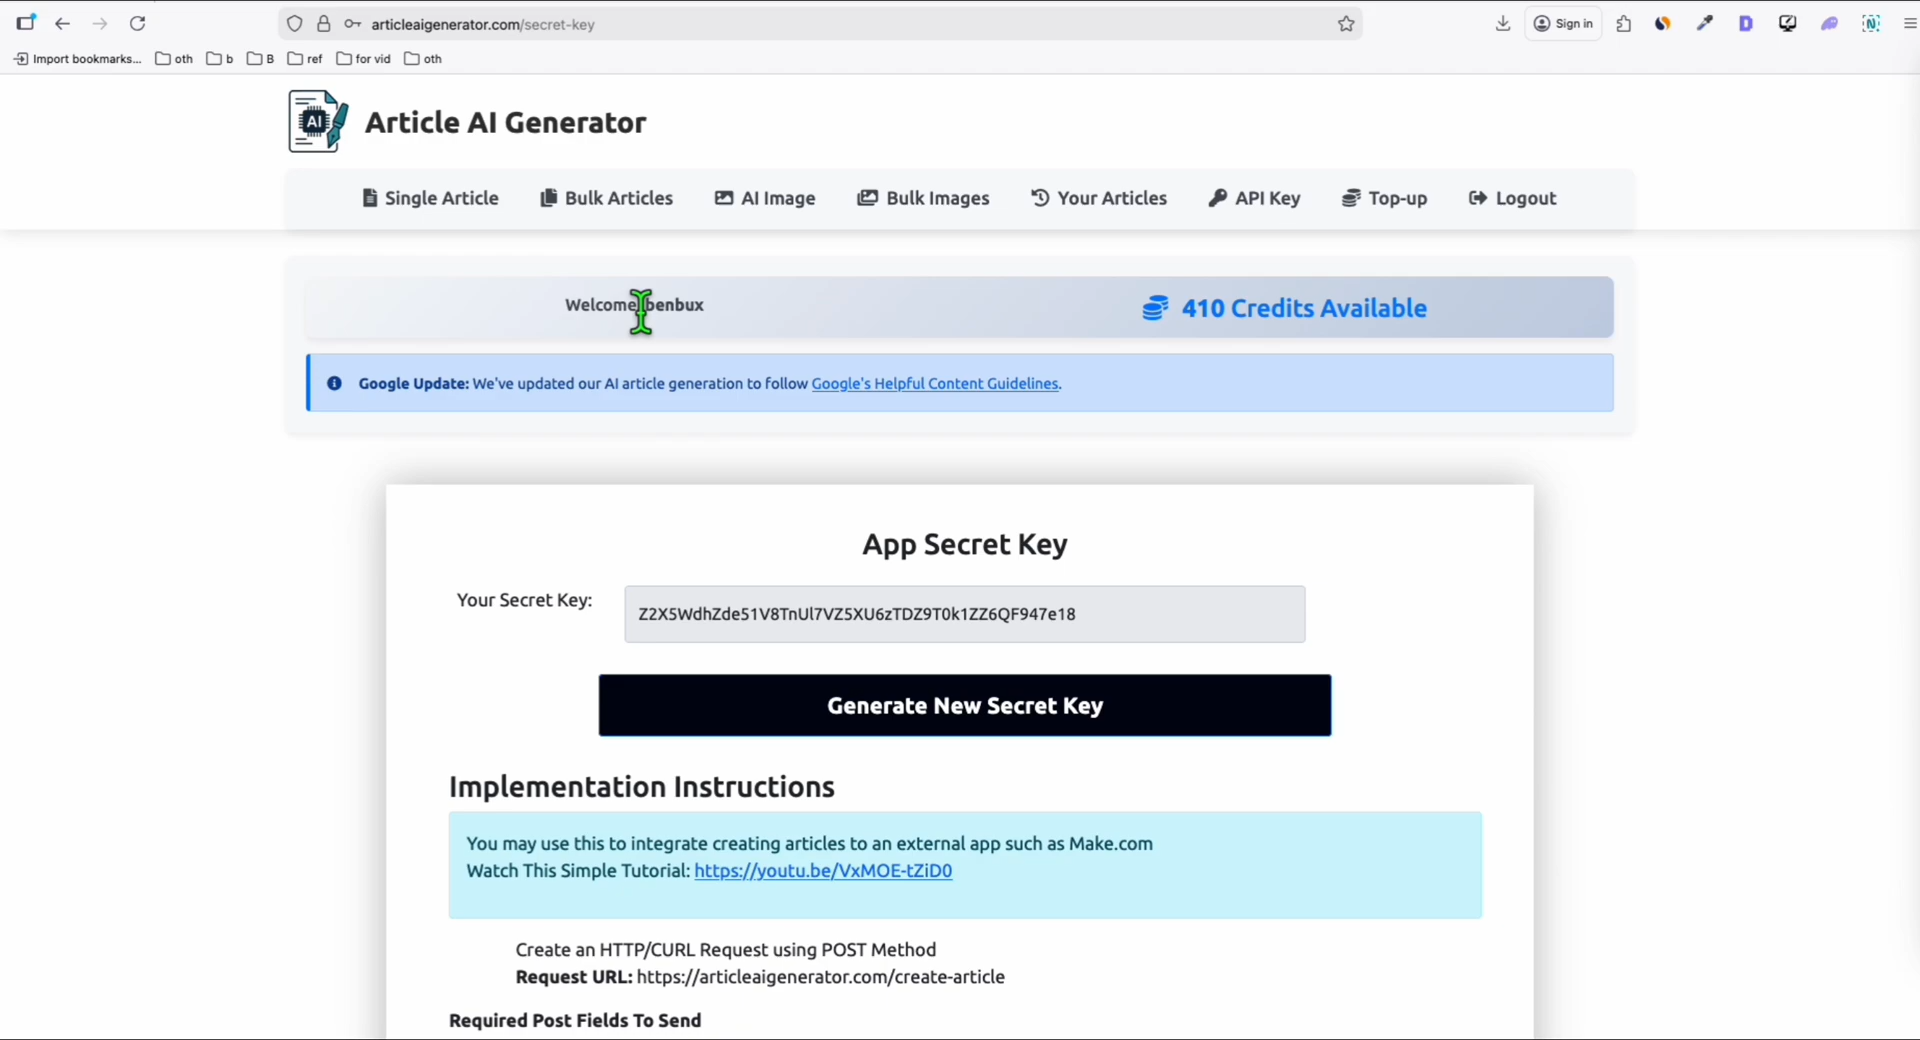 articleaigenerator.com/secret-key
Sign in
Import bookmarks...
oth
b
B
ref
for vid
oth
AI
Article AI Generator
Single Article
Bulk Articles
AI Image
Bulk Images
Your Articles
API Key
Top-up
Logout
Welcome benbux
410 Credits Available
Google Update: We've updated our AI article generation to follow Google's Helpful Content Guidelines.
App Secret Key
Your Secret Key:
Z2X5WdhZde51V8TnUl7VZ5XU6zTDZ9T0k1ZZ6QF947e18
Generate New Secret Key
Implementation Instructions
You may use this to integrate creating articles to an external app such as Make.com
Watch This Simple Tutorial: https://youtu.be/VxMOE-tZiD0
Create an HTTP/CURL Request using POST Method
Request URL: https://articleaigenerator.com/create-article
Required Post Fields To Send